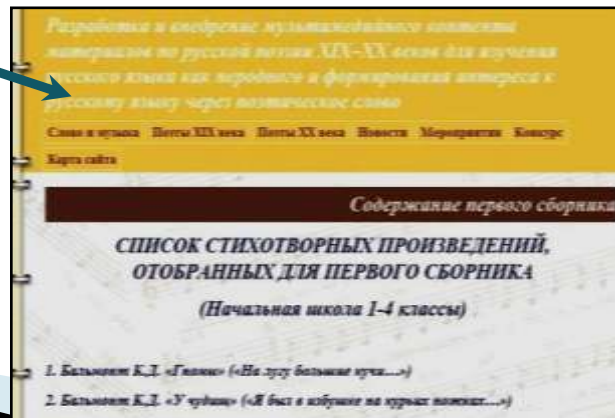 Разработка и внедрение мультимедийного контента
материалов по русской поэзии XIX–XX веков для изучения
русского языка как неродного и формирования интереса к
русскому языку через поэтическое слово
Слово и музыка Поэты XIX века Поэты XX века Новости Мероприятия Конкурс
Карта сайта
Содержание первого сборника
СПИСОК СТИХОТВОРНЫХ ПРОИЗВЕДЕНИЙ,
ОТОБРАННЫХ ДЛЯ ПЕРВОГО СБОРНИКА
(Начальная школа 1-4 классы)
1. Бальмонт К.Д. «Гномы» («На лугу большие кучи…»)
2. Бальмонт К.Д. «У чудищ» («Я был в избушке на курьих ножках…»)